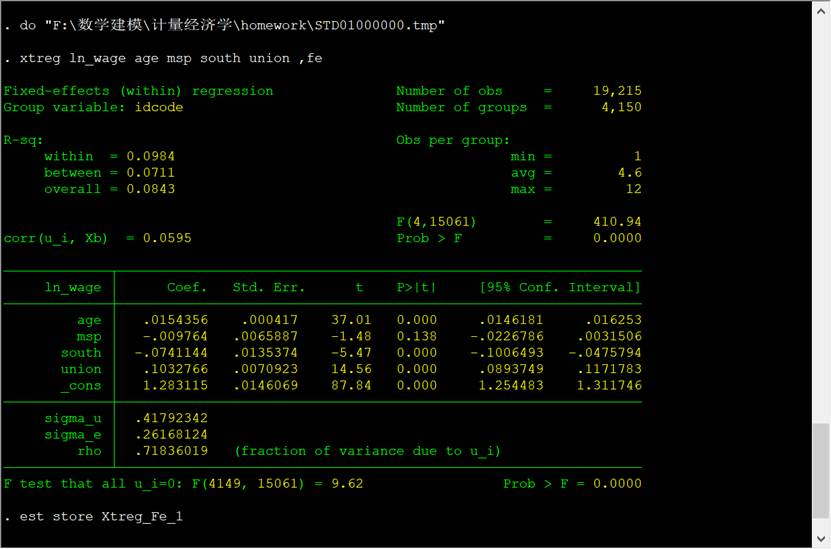 . do "F:\数学建模\计量经济学\homework\STD01000000.tmp"
. xtreg ln_wage age msp south union ,fe
Fixed-effects (within) regression Number of obs = 19,215
Group variable: idcode Number of groups = 4,150
R-sq: Obs per group:
within = 0.0984 min = 1
between = 0.0711 avg = 4.6
overall = 0.0843 max = 12
F(4,15061) = 410.94
corr(u_i, Xb) = 0.0595 Prob > F = 0.0000
ln_wage Coef. Std. Err. t P>|t| [95% Conf. Interval]
age .0154356 .000417 37.01 0.000 .0146181 .016253
msp -.009764 .0065887 -1.48 0.138 -.0226786 .0031506
south -.0741144 .0135374 -5.47 0.000 -.1006493 -.0475794
union .1032766 .0070923 14.56 0.000 .0893749 .1171783
_cons 1.283115 .0146069 87.84 0.000 1.254483 1.311746
sigma_u .41792342
sigma_e .26168124
rho .71836019 (fraction of variance due to u_i)
F test that all u_i=0: F(4149, 15061) = 9.62 Prob > F = 0.0000
. est store Xtreg_Fe_1